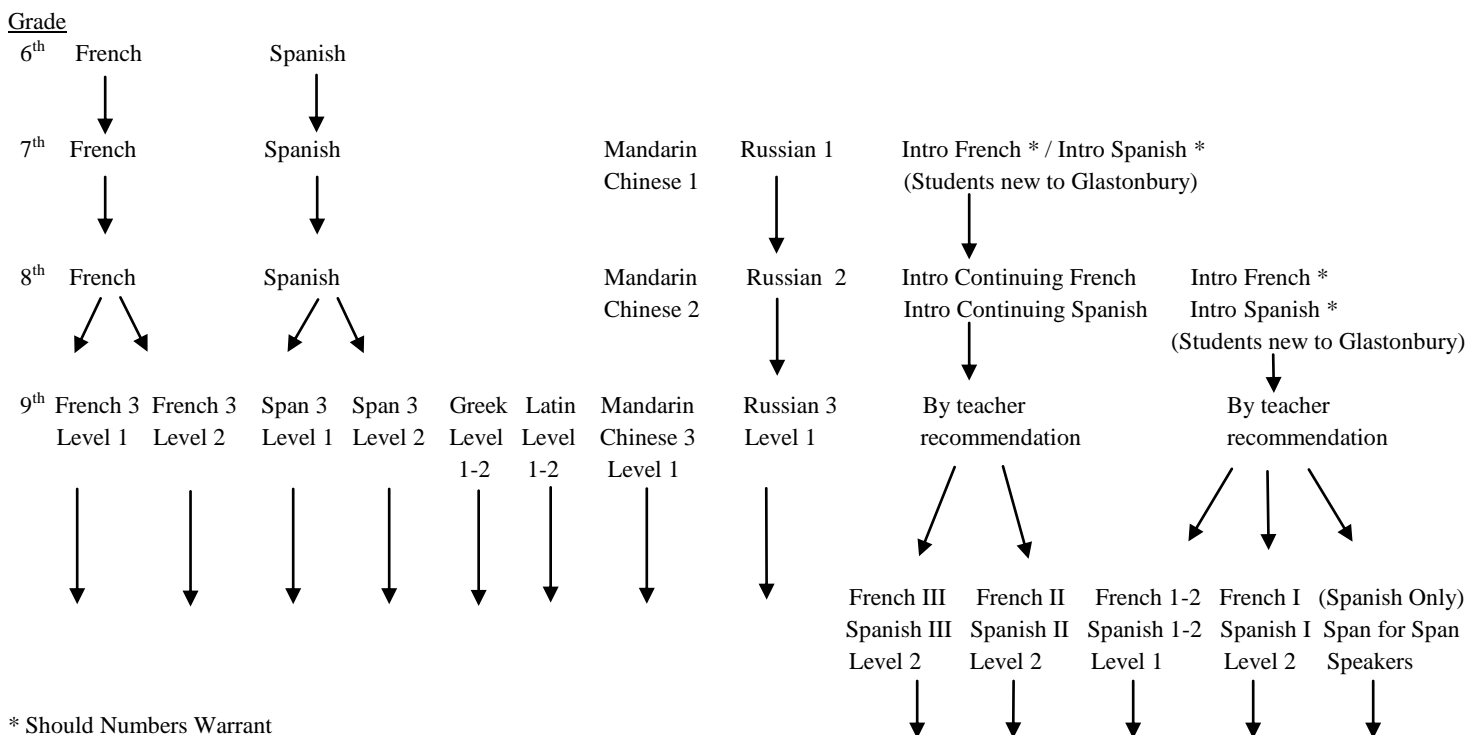 Grade
6th French Spanish
7th French Spanish Mandarin Russian 1 Intro French * / Intro Spanish *
Chinese 1 (Students new to Glastonbury)
8th French Spanish Mandarin Russian 2 Intro Continuing French Intro French *
Chinese 2 Intro Continuing Spanish Intro Spanish *
(Students new to Glastonbury)
9th French 3 French 3 Span 3 Span 3 Greek Latin Mandarin Russian 3 By teacher By teacher
Level 1 Level 2 Level 1 Level 2 Level Level Chinese 3 Level 1 recommendation recommendation
1-2 1-2 Level 1
French III French II French 1-2 French I (Spanish Only)
Spanish III Spanish II Spanish 1-2 Spanish I Span for Span
Level 2 Level 2 Level 1 Level 2 Speakers
* Should Numbers Warrant